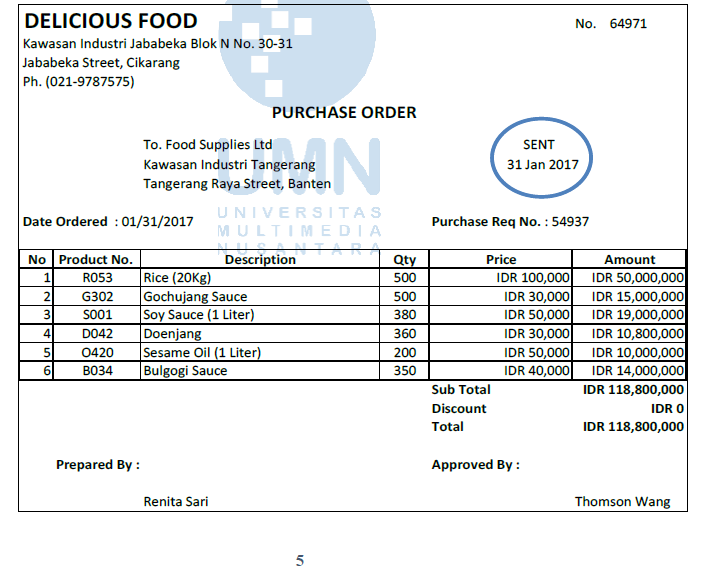 DELICIOUS FOOD
No. 64971
Kawasan Industri Jababeka Blok N No. 30-31
Jababeka Street, Cikarang
Ph. (021-9787575)
PURCHASE ORDER
To. Food Supplies Ltd
Kawasan Industri Tangerang
Tangerang Raya Street, Banten
SENT
31 Jan 2017
UMN
UNIVERSITAS
MULTIMEDIA
NUSANTARA
Date Ordered : 01/31/2017 Purchase Req No. : 54937
No Product No. Description Qty Price Amount
1 R053 Rice (20Kg) 500 IDR 100,000 IDR 50,000,000
2 G302 Gochujang Sauce 500 IDR 30,000 IDR 15,000,000
3 S001 Soy Sauce (1 Liter) 380 IDR 50,000 IDR 19,000,000
4 D042 Doenjang 360 IDR 30,000 IDR 10,800,000
5 O420 Sesame Oil (1 Liter) 200 IDR 50,000 IDR 10,000,000
6 B034 Bulgogi Sauce 350 IDR 40,000 IDR 14,000,000
Sub Total IDR 118,800,000
Discount IDR 0
Total IDR 118,800,000
Prepared By : Approved By :
Renita Sari Thomson Wang
5